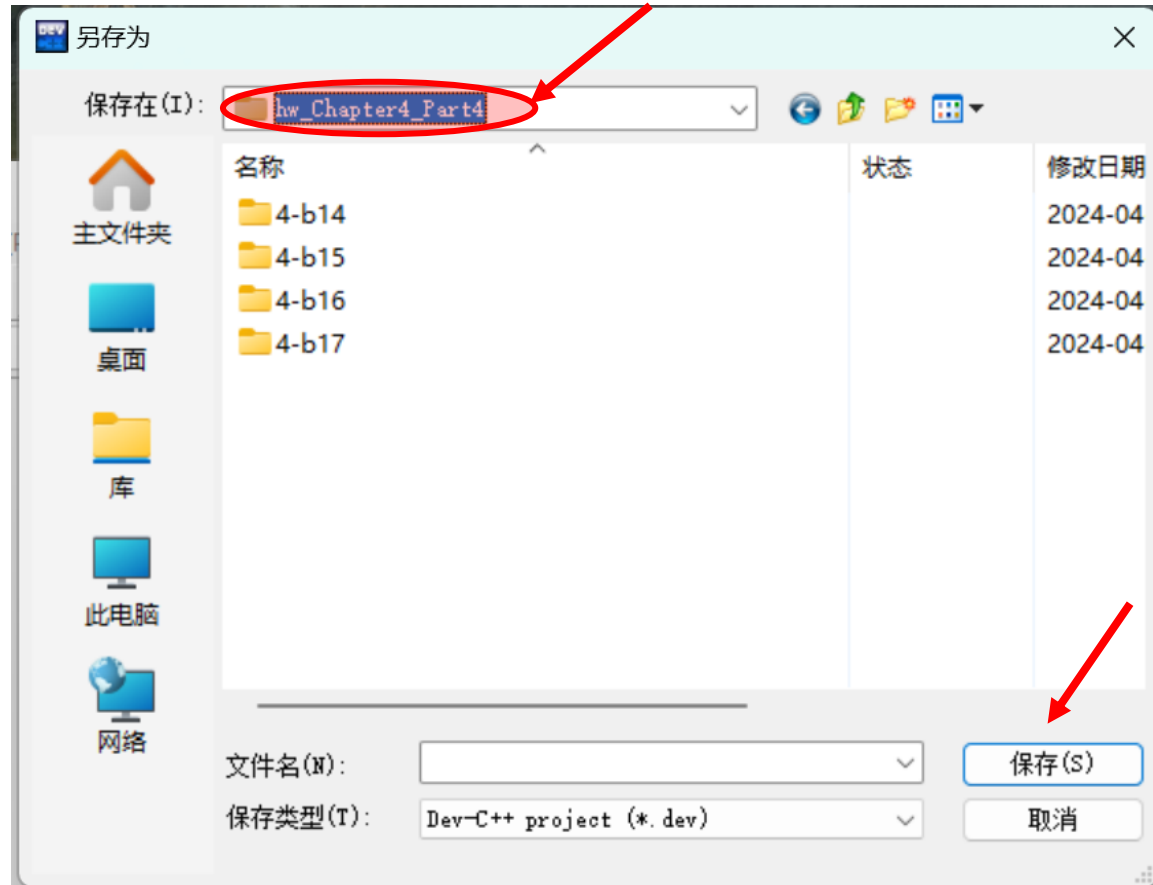 DEV
另存为
保存在(I):
hw_Chapter4_Part4
名称
状态
修改日期
4-b14
2024-04
4-b15
2024-04
4-b16
2024-04
4-b17
2024-04
主文件夹
桌面
库
此电脑
网络
文件名(N):
保存(S)
保存类型(T):
Dev-C++ project (*.dev)
取消